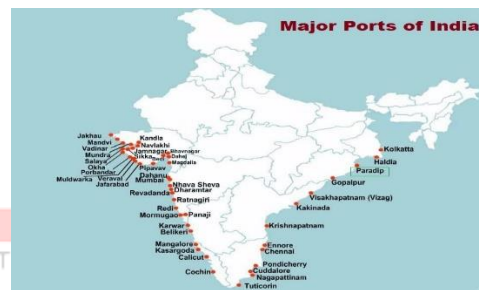 Major Ports of India
Jakhau
Mandvi
Vadinar
Mundra
Salaya
Okha
Porbandar
Muldwarka
Veraval
Jafarabad
Kandla
Navlakhi
Jamnagar
Sikka
Bhavnagar
Dahej
Magdalla
Pipavav
Dahanu
Mumbai
Nhava Sheva
Dharamtar
Revadanda
Ratnagiri
Redi
Mormugao
Panaji
Karwar
Belikeri
Mangalore
Kasargoda
Calicut
Cochin
Tuticorin
Kolkatta
Haldia
Paradip
Gopalpur
Visakhapatnam (Vizag)
Kakinada
Krishnapatnam
Ennore
Chennai
Pondicherry
Cuddalore
Nagapattinam
T